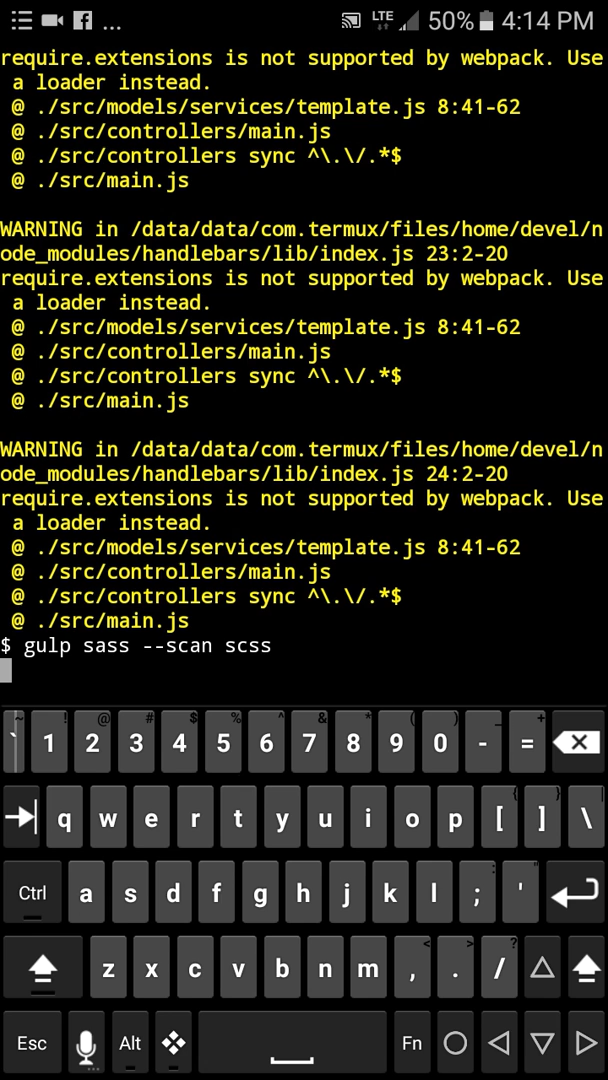 ... LTE 50% 4:14 PM
require.extensions is not supported by webpack. Use
a loader instead.
@ ./src/models/services/template.js 8:41-62
@ ./src/controllers/main.js
@ ./src/controllers sync ^\.\/.*$
@ ./src/main.js
WARNING in /data/data/com.termux/files/home/devel/n
ode_modules/handlebars/lib/index.js 23:2-20
require.extensions is not supported by webpack. Use
a loader instead.
@ ./src/models/services/template.js 8:41-62
@ ./src/controllers/main.js
@ ./src/controllers sync ^\.\/.*$
@ ./src/main.js
WARNING in /data/data/com.termux/files/home/devel/n
ode_modules/handlebars/lib/index.js 24:2-20
require.extensions is not supported by webpack. Use
a loader instead.
@ ./src/models/services/template.js 8:41-62
@ ./src/controllers/main.js
@ ./src/controllers sync ^\.\/.*$
@ ./src/main.js
$ gulp sass --scan scss
~ ! @ # $ % ^ & * ( ) _ +
` 1 2 3 4 5 6 7 8 9 0 - =
{ } |
q w e r t y u i o p [ ] \
: "
Ctrl a s d f g h j k l ; '
< > ?
z x c v b n m , . /
Esc Alt Fn